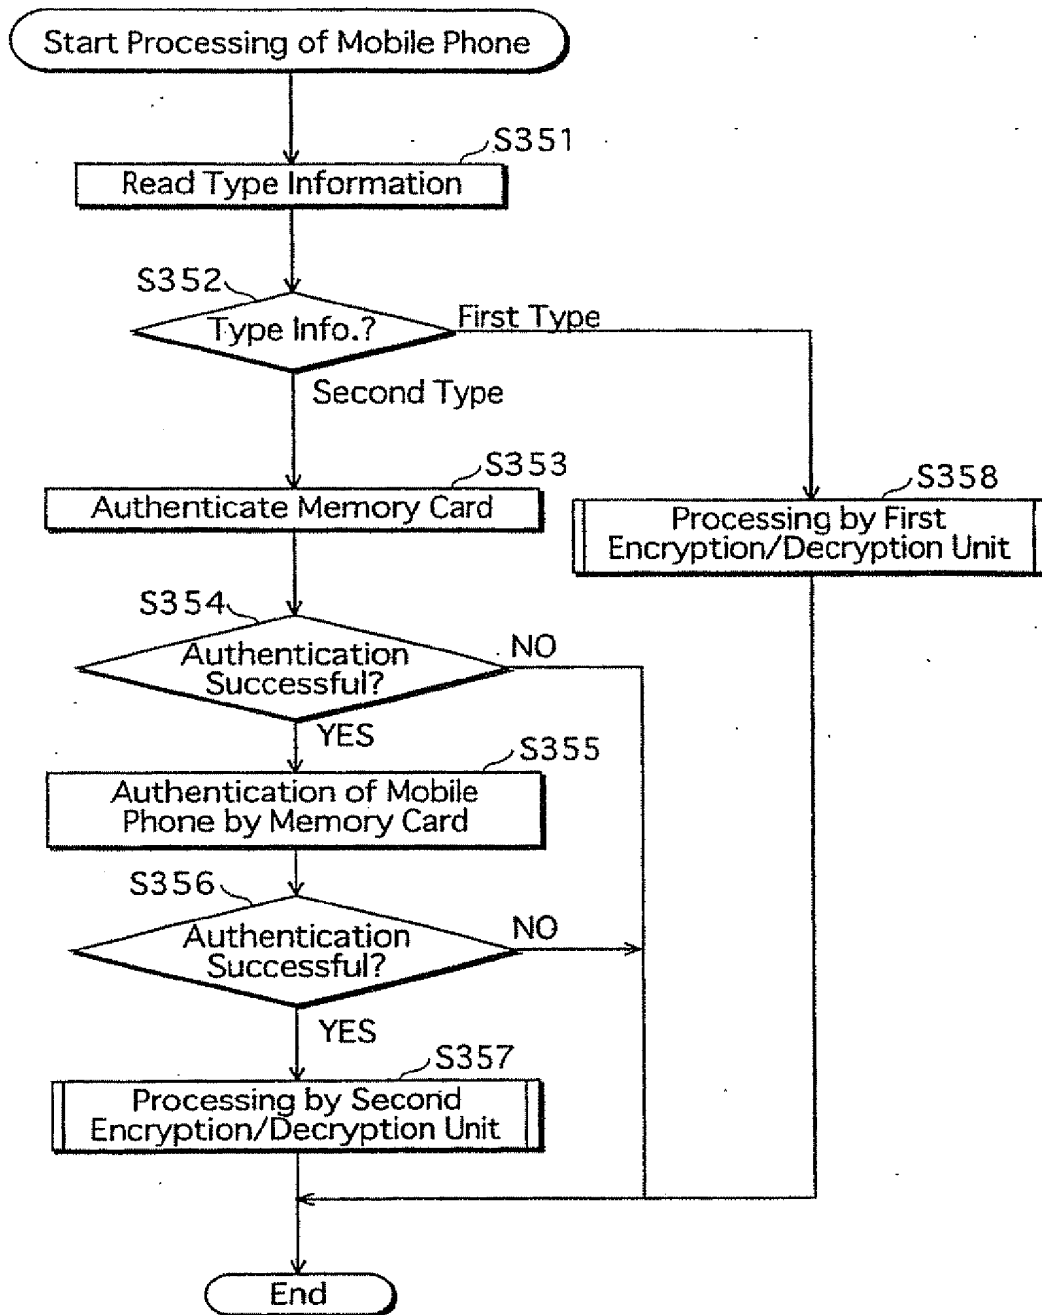 Start Processing of Mobile Phone
S351
Read Type Information
S352
Type Info.?
First Type
Second Type
S353
Authenticate Memory Card
S358
Processing by First
Encryption/Decryption Unit
S354
Authentication
Successful?
NO
YES
S355
Authentication of Mobile
Phone by Memory Card
S356
Authentication
Successful?
NO
YES
S357
Processing by Second
Encryption/Decryption Unit
End